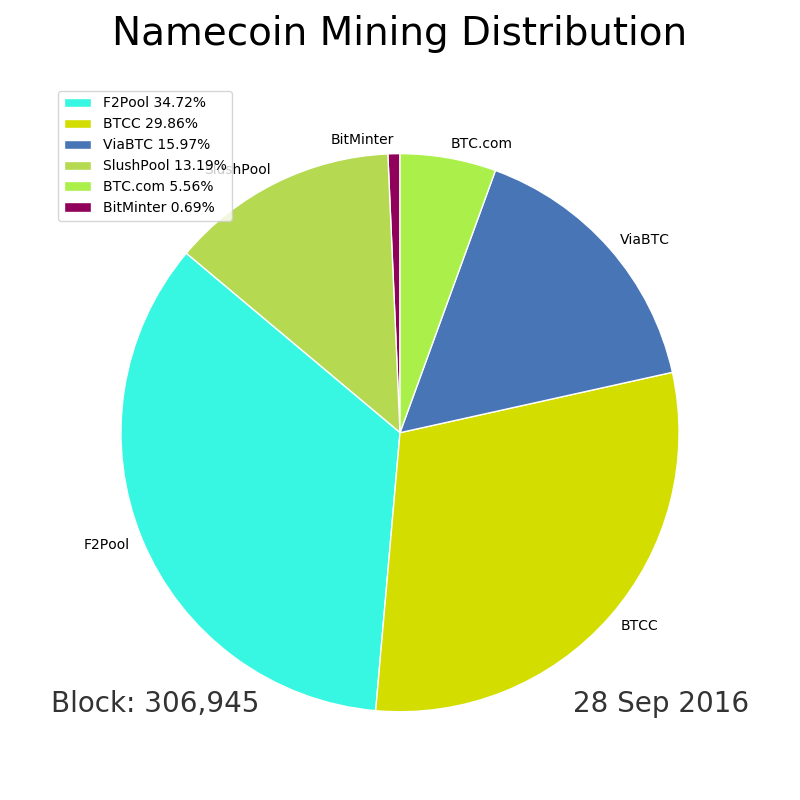 Namecoin Mining Distribution
F2Pool 34.72%
BTCC 29.86%
ViaBTC 15.97%
SlushPool 13.19%
BTC.com 5.56%
BitMinter 0.69%
BitMinter
BTC.com
SlushPool
ViaBTC
F2Pool
BTCC
Block: 306,945
28 Sep 2016